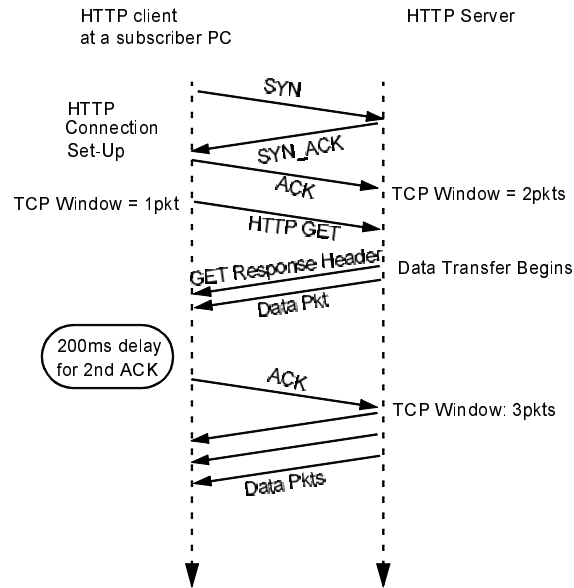 HTTP client
at a subscriber PC
HTTP Server
SYN
HTTP
Connection
Set-Up
SYN_ACK
ACK
TCP Window = 2pkts
TCP Window = 1pkt
HTTP GET
GET Response Header
Data Transfer Begins
Data Pkt
200ms delay
for 2nd ACK
ACK
TCP Window: 3pkts
Data Pkts